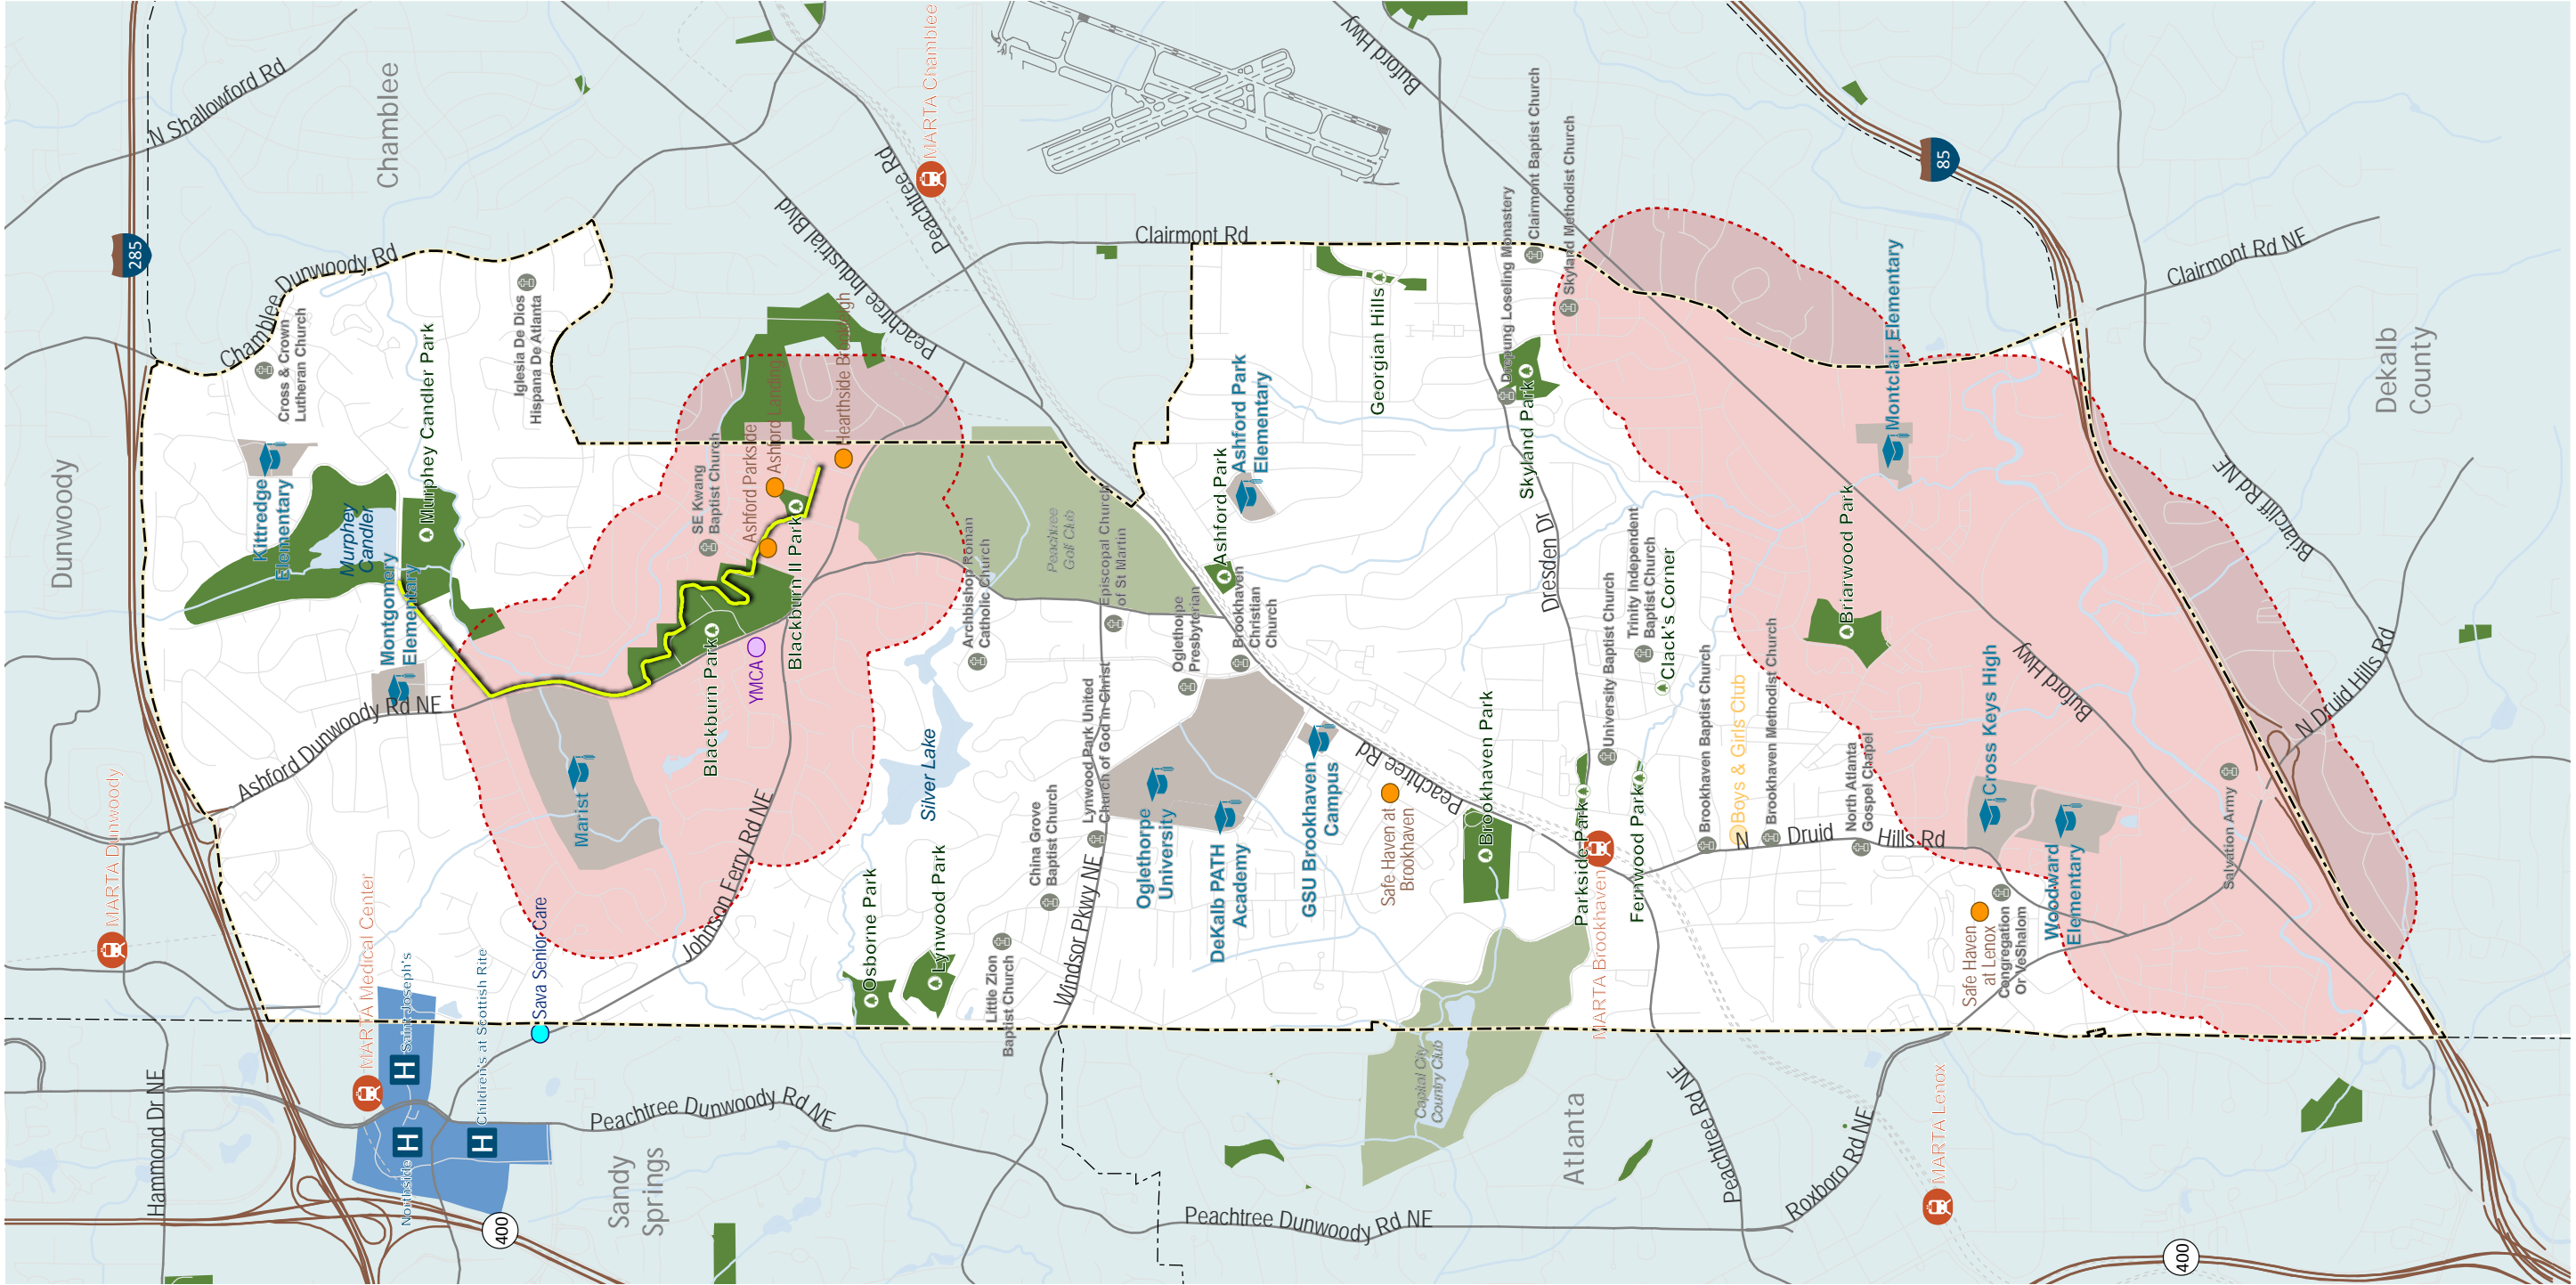 Hammond Dr NE
MARTA Dunwoody
Dunwoody
285
N Shallowford Rd
Chamblee
Chamblee Dunwoody Rd
Cross & Crown
Lutheran Church
Kittredge
Elementary
Murphey
Candler
Murphey Candler Park
Montgomery
Elementary
Ashford Dunwoody Rd NE
MARTA Medical Center
Saint Joseph's
H
Northside
H
Children's at Scottish Rite
H
400
Sava Senior Care
Iglesia De Dios
Hispana De Atlanta
Marist
Sandy
Springs
Peachtree Dunwoody Rd NE
Johnson Ferry Rd NE
Blackburn Park
YMCA
SE Kwang
Baptist Church
Ashford Parkside
Ashford Landing
Blackburn II Park
Hearthside Brookleigh
Peachtree Industrial Blvd
Peachtree
Peachtree Rd
MARTA Chamblee
Osborne Park
Lynwood Park
Silver Lake
Archbishop Roman
Catholic Church
Little Zion
Baptist Church
China Grove
Baptist Church
Windsor Pkwy NE
Peachtree
Golf Club
Episcopal Church
of St Martin
Lynwood Park United
Church of God in Christ
Oglethorpe
University
Oglethorpe
Presbyterian
DeKalb PATH
Academy
Brookhaven
Christian
Church
Ashford Park
Ashford Park
Elementary
Clairmont Rd
GSU Brookhaven
Campus
Peachtree Rd
Safe Haven at
Brookhaven
Georgian Hills
Buford Hwy
Peachtree Dunwoody Rd NE
Capital City
Country Club
Brookhaven Park
Skyland Park
Drepung Loseling Monastery
Clairmont Baptist Church
Skyland Methodist Church
Dresden Dr
Atlanta
Parkside Park
MARTA Brookhaven
University Baptist Church
Fernwood Park
Trinity Independent
Baptist Church
Clack's Corner
Peachtree Rd NE
Peachtree
Brookhaven Baptist Church
Boys & Girls Club
Brookhaven Methodist Church
N Druid Hills Rd
North Atlanta
Gospel Chapel
Briarwood Park
Montclair Elementary
85
Roxboro Rd NE
MARTA Lenox
Safe Haven
at Lenox
Congregation
Or VeShalom
Cross Keys High
Woodward
Elementary
Buford Hwy
Salvation Army
400
N Druid Hills Rd
Briarcliff Rd NE
Clairmont Rd NE
Dekalb
County